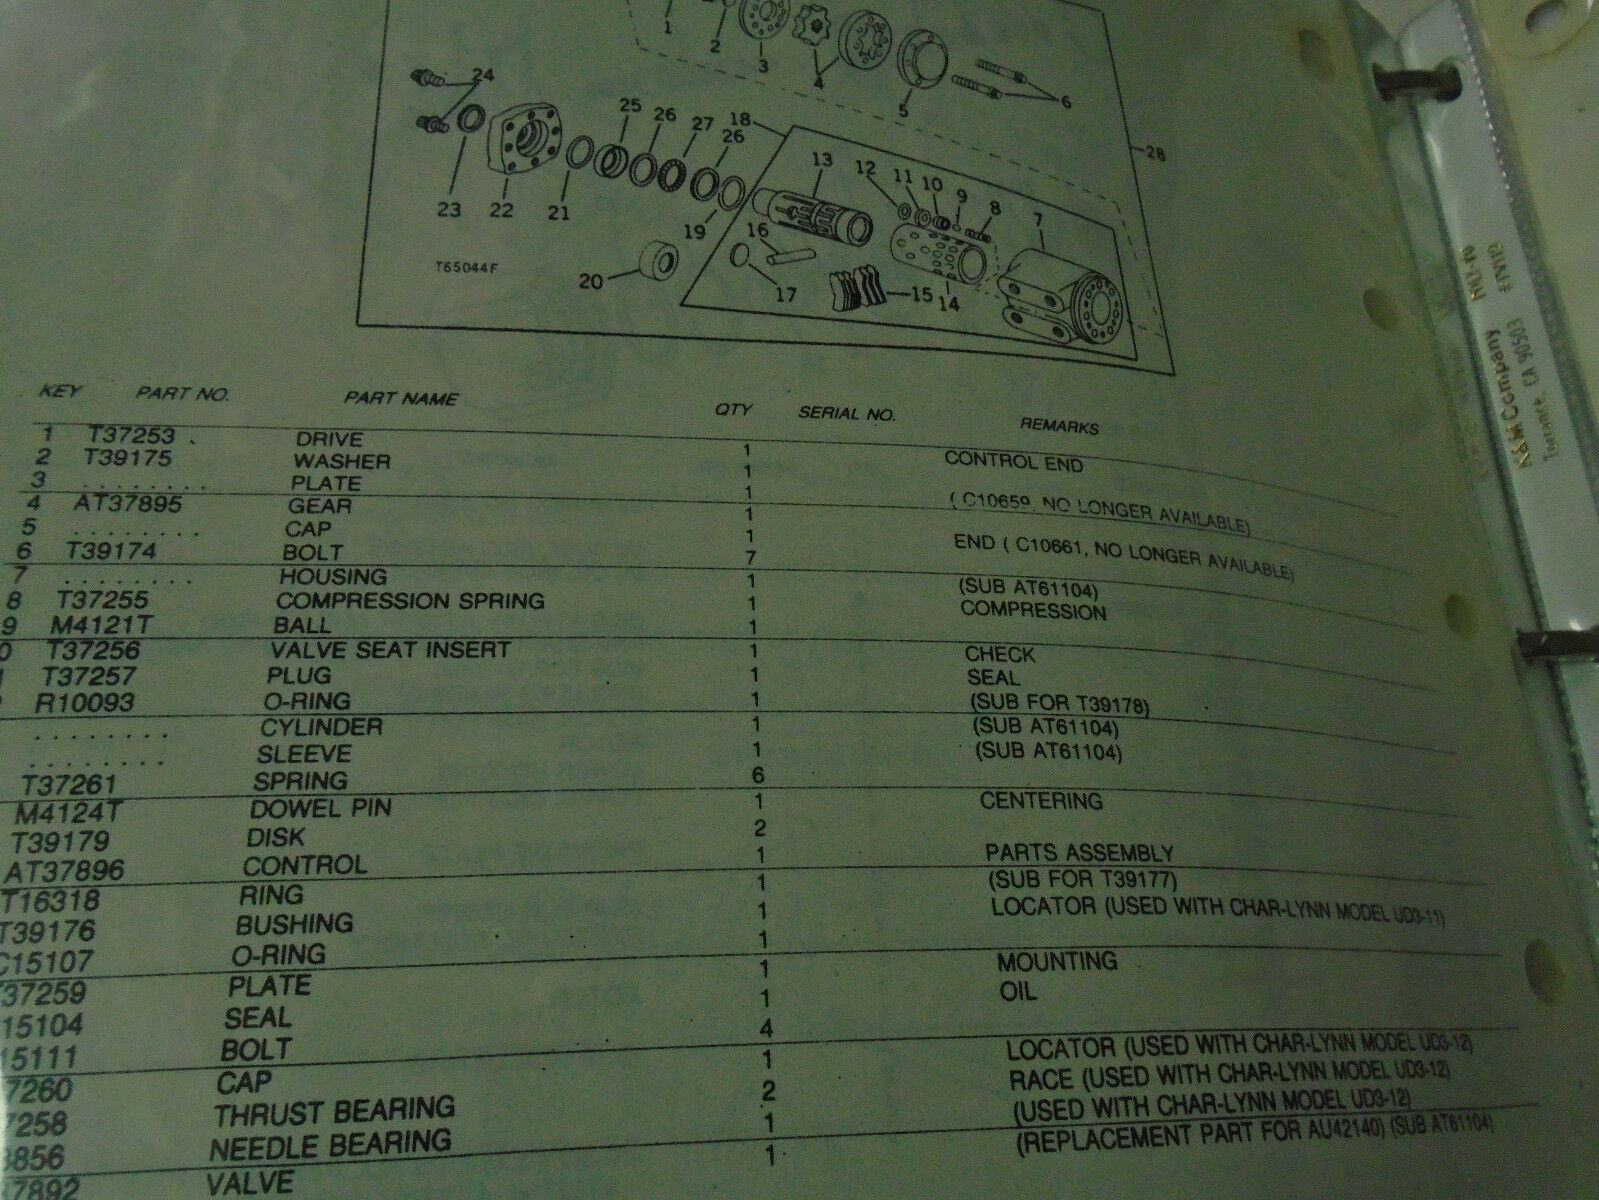 1
2
3
4
5
6
24
25
26
27
26
18
28
13
12
11
10
9
8
7
23
22
21
19
16
20
17
15
14
T65044F
KEY PART NO. PART NAME QTY SERIAL NO. REMARKS
1 T37253 . DRIVE 1
2 T39175 WASHER 1 CONTROL END
3 ........ PLATE 1
4 AT37895 GEAR 1 (C10659, NO LONGER AVAILABLE)
5 ........ CAP 1
6 T39174 BOLT 7 END (C10661, NO LONGER AVAILABLE)
7 ........ HOUSING 1 (SUB AT61104)
8 T37255 COMPRESSION SPRING 1 COMPRESSION
9 M4121T BALL 1
0 T37256 VALVE SEAT INSERT 1 CHECK
T37257 PLUG 1 SEAL
R10093 O-RING 1 (SUB FOR T39178)
........ CYLINDER 1 (SUB AT61104)
........ SLEEVE 1 (SUB AT61104)
T37261 SPRING 6
M4124T DOWEL PIN 1 CENTERING
T39179 DISK 2
AT37896 CONTROL 1 PARTS ASSEMBLY
T16318 RING 1 (SUB FOR T39177)
T39176 BUSHING 1 LOCATOR (USED WITH CHAR-LYNN MODEL UD3-11)
C15107 O-RING 1
37259 PLATE 1 MOUNTING
15104 SEAL 1 OIL
15111 BOLT 4
7260 CAP 1 LOCATOR (USED WITH CHAR-LYNN MODEL UD3-12)
7258 THRUST BEARING 2 RACE (USED WITH CHAR-LYNN MODEL UD3-12)
3856 NEEDLE BEARING 1 (USED WITH CHAR-LYNN MODEL UD3-12)
7892 VALVE 1 (REPLACEMENT PART FOR AU42140) (SUB AT61104)
K&M Company
Torrance, CA 90503